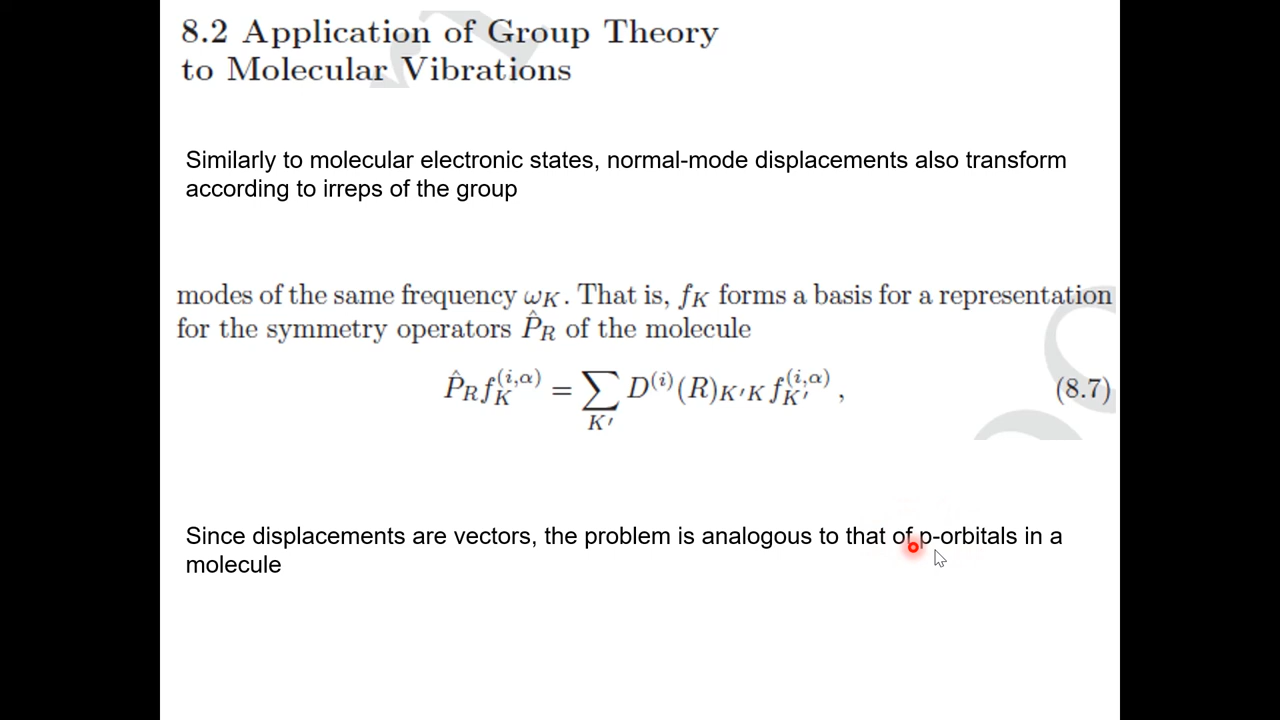 8.2 Application of Group Theory
to Molecular Vibrations
Similarly to molecular electronic states, normal-mode displacements also transform
according to irreps of the group
modes of the same frequency ωK. That is, fK forms a basis for a representation
for the symmetry operators P̂R of the molecule
P̂R fK^(i,α) = ∑K′ D^(i)(R)K′K fK′^(i,α) , (8.7)
Since displacements are vectors, the problem is analogous to that of p-orbitals in a
molecule